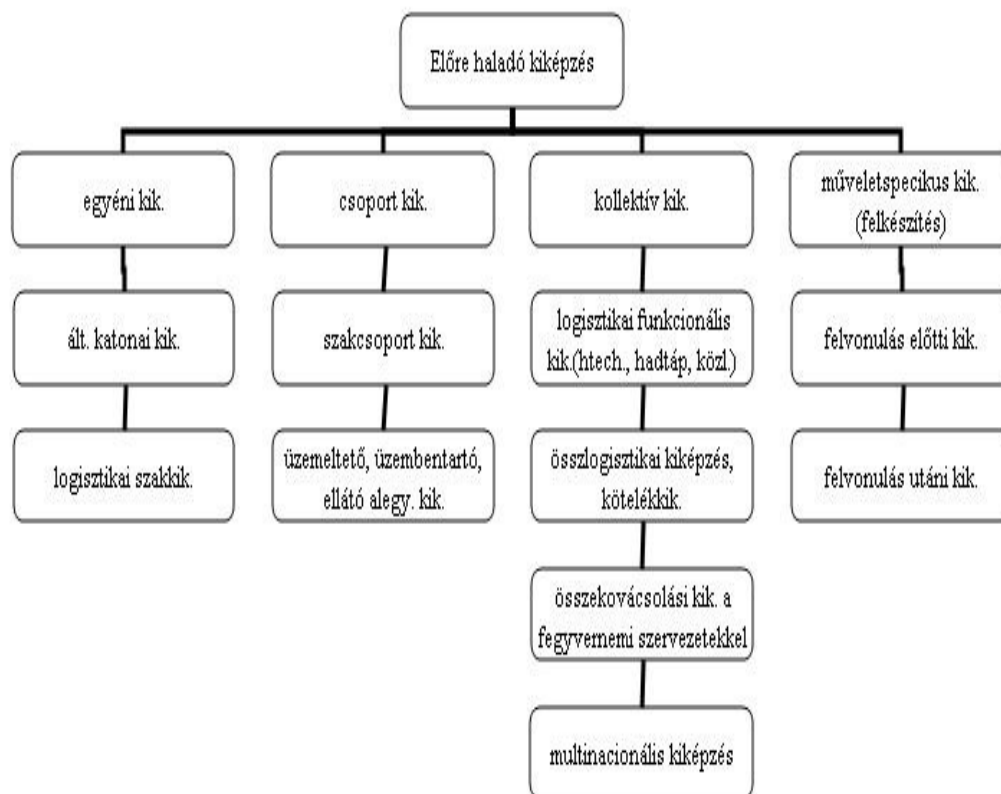 Előre haladó kiképzés
egyéni kik.
csoport kik.
kollektív kik.
műveletspecikus kik.
(felkészítés)
ált. katonai kik.
szakcsoport kik.
logisztikai funkcionális
kik.(htech., hadtáp, közl.)
felvonulás előtti kik.
logisztikai szakkik.
üzemeltető, üzembentartó,
ellátó alegy. kik.
összlogisztikai kiképzés,
kötelékkik.
felvonulás utáni kik.
összekovácsolási kik. a
fegyvernemi szervezetekkel
multinacionális kiképzés